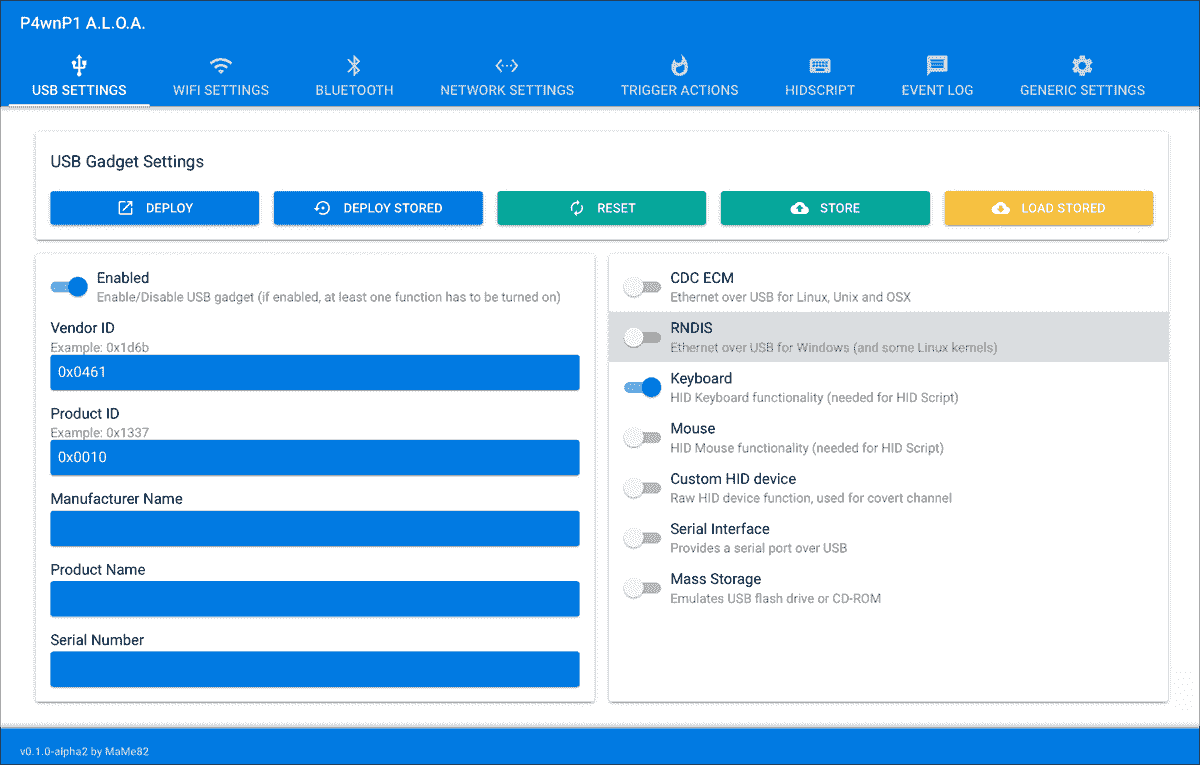 P4wnP1 A.L.O.A.
USB SETTINGS
WIFI SETTINGS
BLUETOOTH
NETWORK SETTINGS
TRIGGER ACTIONS
HIDSCRIPT
EVENT LOG
GENERIC SETTINGS
USB Gadget Settings
DEPLOY
DEPLOY STORED
RESET
STORE
LOAD STORED
Enabled
Enable/Disable USB gadget (if enabled, at least one function has to be turned on)
Vendor ID
Example: 0x1d6b
0x0461
Product ID
Example: 0x1337
0x0010
Manufacturer Name
Product Name
Serial Number
CDC ECM
Ethernet over USB for Linux, Unix and OSX
RNDIS
Ethernet over USB for Windows (and some Linux kernels)
Keyboard
HID Keyboard functionality (needed for HID Script)
Mouse
HID Mouse functionality (needed for HID Script)
Custom HID device
Raw HID device function, used for covert channel
Serial Interface
Provides a serial port over USB
Mass Storage
Emulates USB flash drive or CD-ROM
v0.1.0-alpha2 by MaMe82